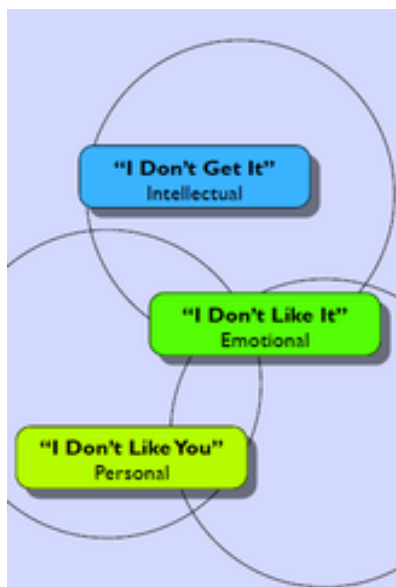 “I Don’t Get It”
Intellectual
“I Don’t Like It”
Emotional
“I Don’t Like You”
Personal